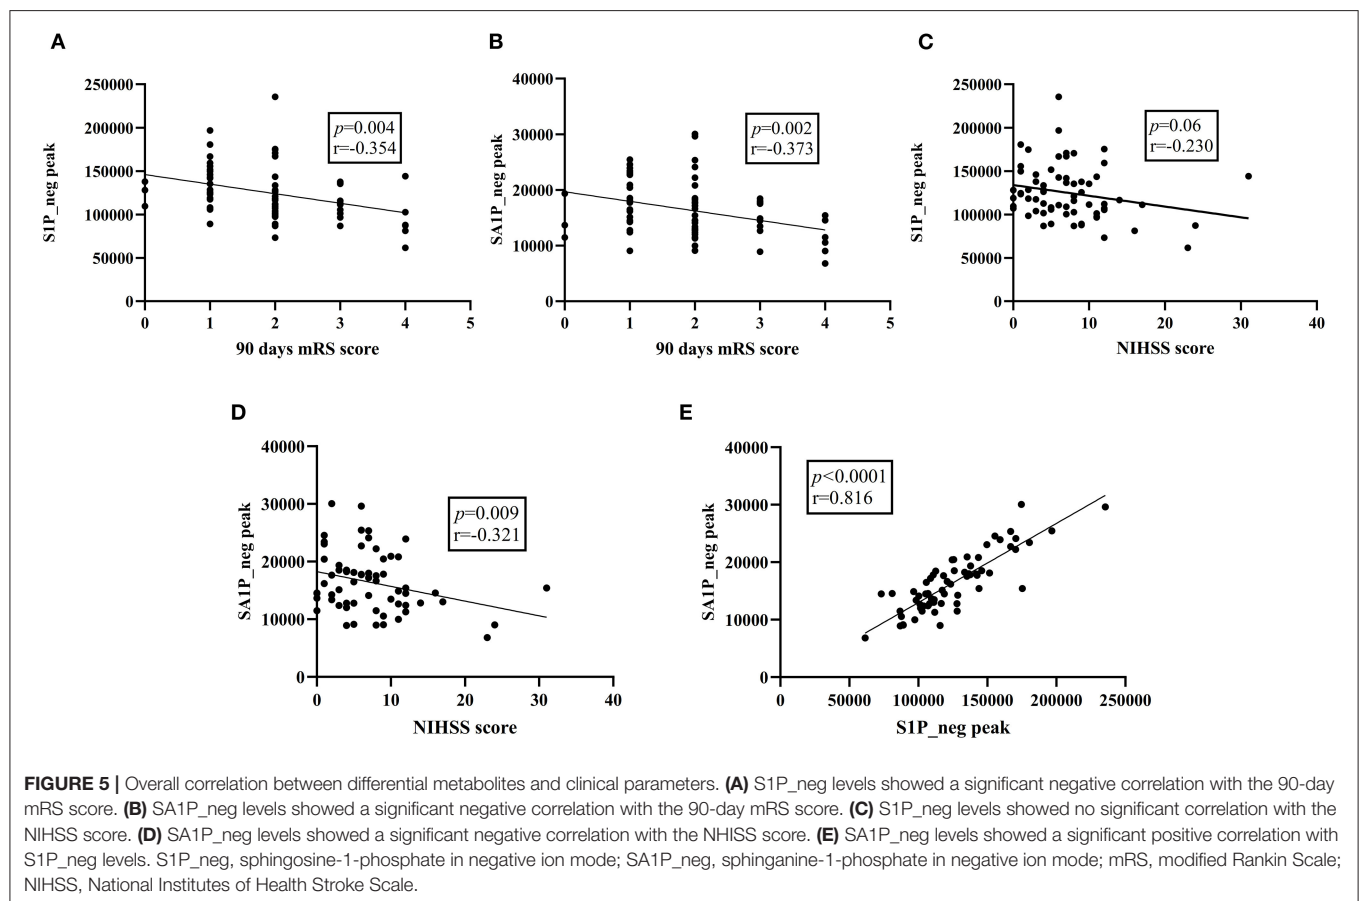 A
S1P_neg peak
250000
200000
150000
100000
50000
0
p=0.004
r=-0.354
0 1 2 3 4 5
90 days mRS score
B
SA1P_neg peak
40000
30000
20000
10000
0
p=0.002
r=-0.373
0 1 2 3 4 5
90 days mRS score
C
S1P_neg peak
250000
200000
150000
100000
50000
0
p=0.06
r=-0.230
0 10 20 30 40
NIHSS score
D
SA1P_neg peak
40000
30000
20000
10000
0
p=0.009
r=-0.321
0 10 20 30 40
NIHSS score
E
SA1P_neg peak
40000
30000
20000
10000
0
p<0.0001
r=0.816
0 50000 100000 150000 200000 250000
S1P_neg peak
FIGURE 5 | Overall correlation between differential metabolites and clinical parameters. (A) S1P_neg levels showed a significant negative correlation with the 90-day
mRS score. (B) SA1P_neg levels showed a significant negative correlation with the 90-day mRS score. (C) S1P_neg levels showed no significant correlation with the
NIHSS score. (D) SA1P_neg levels showed a significant negative correlation with the NHISS score. (E) SA1P_neg levels showed a significant positive correlation with
S1P_neg levels. S1P_neg, sphingosine-1-phosphate in negative ion mode; SA1P_neg, sphinganine-1-phosphate in negative ion mode; mRS, modified Rankin Scale;
NIHSS, National Institutes of Health Stroke Scale.